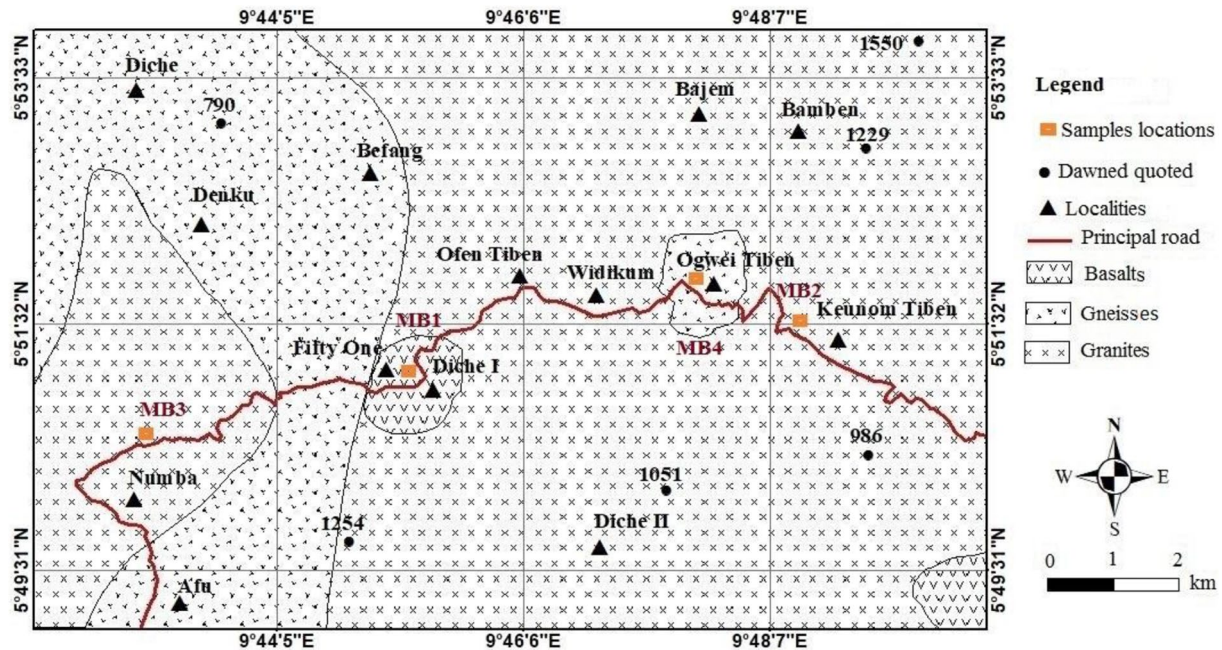 9°44'5"E
9°46'6"E
9°48'7"E
5°53'33"N
5°51'32"N
5°49'31"N
5°53'33"N
5°51'32"N
5°49'31"N
Diche
790
Befang
Denku
1550
Bajem
Bamben
1229
Ofen Tiben
Widikum
Ogwei Tiben
MB2
Keunom Tiben
MB1
MB4
Fifty One
Diche I
MB3
Numba
986
1051
1254
Diche II
Afu
9°44'5"E
9°46'6"E
9°48'7"E
Legend
Samples locations
Dawned quoted
Localities
Principal road
Basalts
Gneisses
Granites
N
W
E
S
0 1 2
km